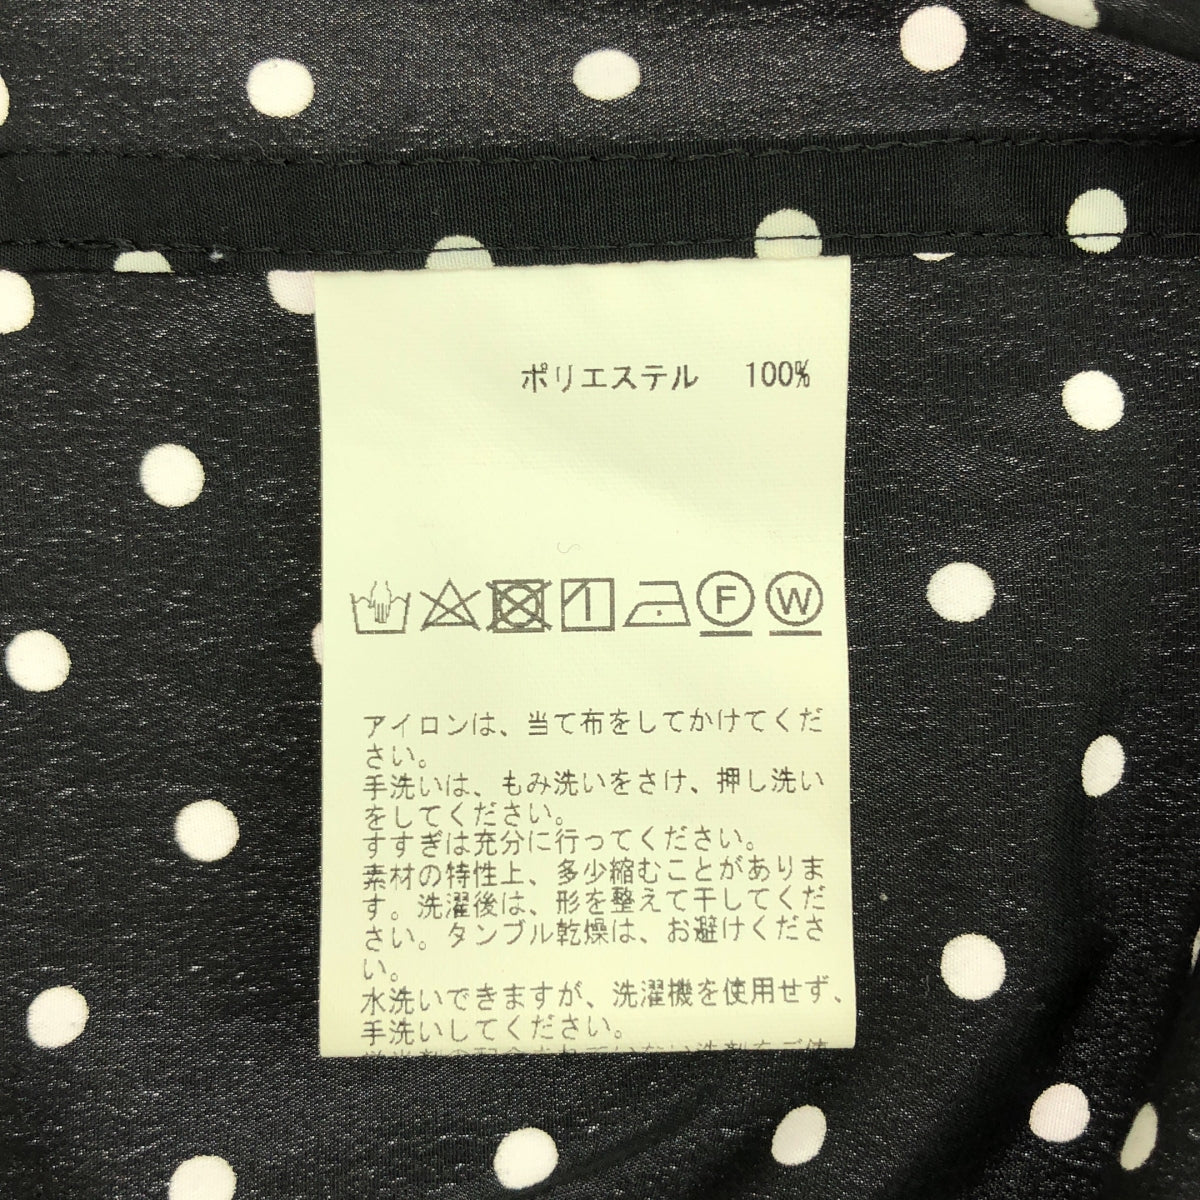 ポリエステル 100%
F W
アイロンは、当て布をしてかけてくだ
さい。
手洗いは、もみ洗いをさけ、押し洗い
をしてください。
すすぎは充分に行ってください。
素材の特性上、多少縮むことがありま
す。洗濯後は、形を整えて干してくだ
さい。タンブル乾燥は、お避けくださ
い。
水洗いできますが、洗濯機を使用せず、
手洗いしてください。